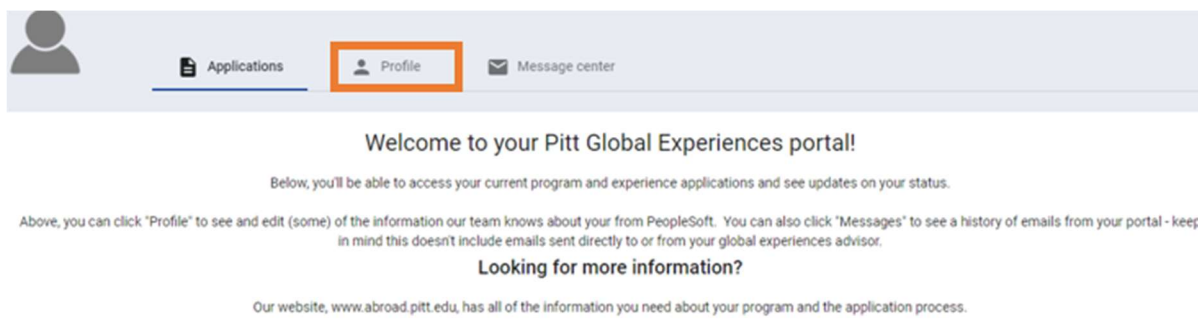 Applications Profile Message center
Welcome to your Pitt Global Experiences portal!
Below, you'll be able to access your current program and experience applications and see updates on your status.
Above, you can click "Profile" to see and edit (some) of the information our team knows about your from PeopleSoft. You can also click "Messages" to see a history of emails from your portal - keep
in mind this doesn't include emails sent directly to or from your global experiences advisor.
Looking for more information?
Our website, www.abroad.pitt.edu, has all of the information you need about your program and the application process.